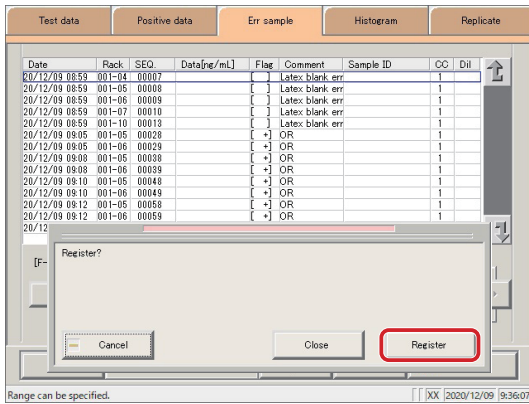 Test data Positive data Err sample Histogram Replicate
Date Rack SEQ. Data[ng/mL] Flag Comment Sample ID CC Dil
20/12/09 08:59 001-04 00007 [ ] Latex blank err 1
20/12/09 08:59 001-05 00008 [ ] Latex blank err 1
20/12/09 08:59 001-06 00009 [ ] Latex blank err 1
20/12/09 08:59 001-07 00010 [ ] Latex blank err 1
20/12/09 08:59 001-10 00013 [ ] Latex blank err 1
20/12/09 09:05 001-05 00028 [ +] OR 1
20/12/09 09:05 001-06 00029 [ +] OR 1
20/12/09 09:08 001-05 00038 [ +] OR 1
20/12/09 09:08 001-06 00039 [ +] OR 1
20/12/09 09:10 001-05 00048 [ +] OR 1
20/12/09 09:10 001-06 00049 [ +] OR 1
20/12/09 09:12 001-05 00058 [ +] OR 1
20/12/09 09:12 001-06 00059 [ +] OR 1
20/12
[F-
Register?
Cancel Close Register
Range can be specified. XX 2020/12/09 9:36:0